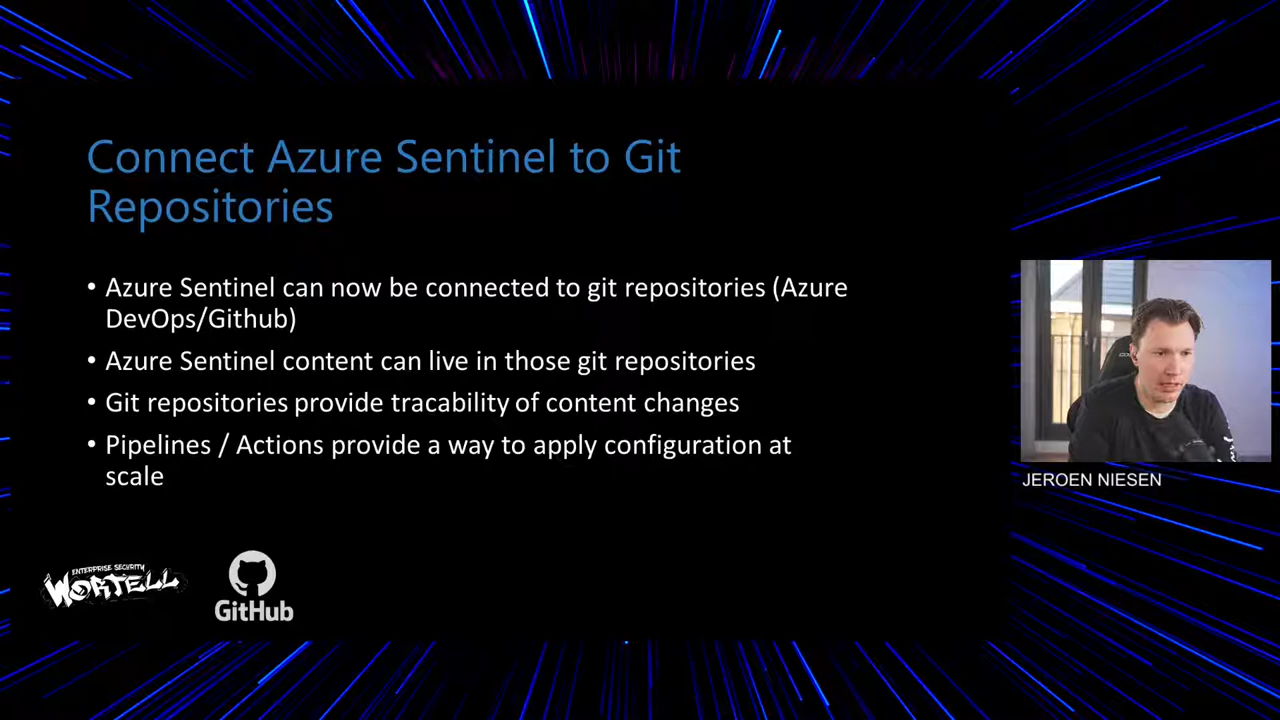 Connect Azure Sentinel to Git
Repositories
• Azure Sentinel can now be connected to git repositories (Azure
DevOps/Github)
• Azure Sentinel content can live in those git repositories
• Git repositories provide tracability of content changes
• Pipelines / Actions provide a way to apply configuration at
scale
JEROEN NIESEN
ENTERPRISE SECURITY
WORTELL
GitHub